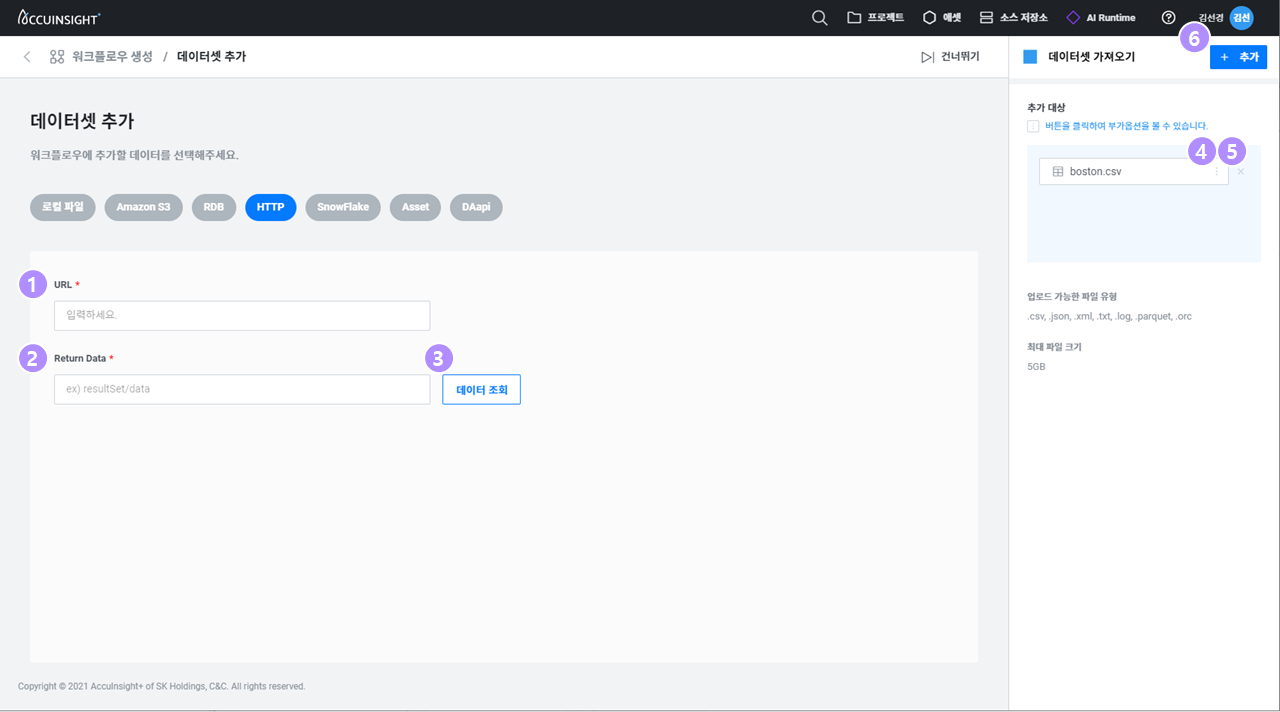 ACCUINSIGHT+
프로젝트
애셋
소스 저장소
AI Runtime
김선경
김선
워크플로우 생성 / 데이터셋 추가
건너뛰기
6
데이터셋 가져오기
+ 추가
데이터셋 추가
워크플로우에 추가할 데이터를 선택해주세요.
로컬 파일
Amazon S3
RDB
HTTP
SnowFlake
Asset
DAapi
1
URL *
입력하세요.
2
Return Data *
ex) resultSet/data
3
데이터 조회
추가 대상
버튼을 클릭하여 부가옵션을 볼 수 있습니다.
4
5
boston.csv
업로드 가능한 파일 유형
.csv, .json, .xml, .txt, .log, .parquet, .orc
최대 파일 크기
5GB
Copyright © 2021 AccuInsight+ of SK Holdings, C&C. All rights reserved.